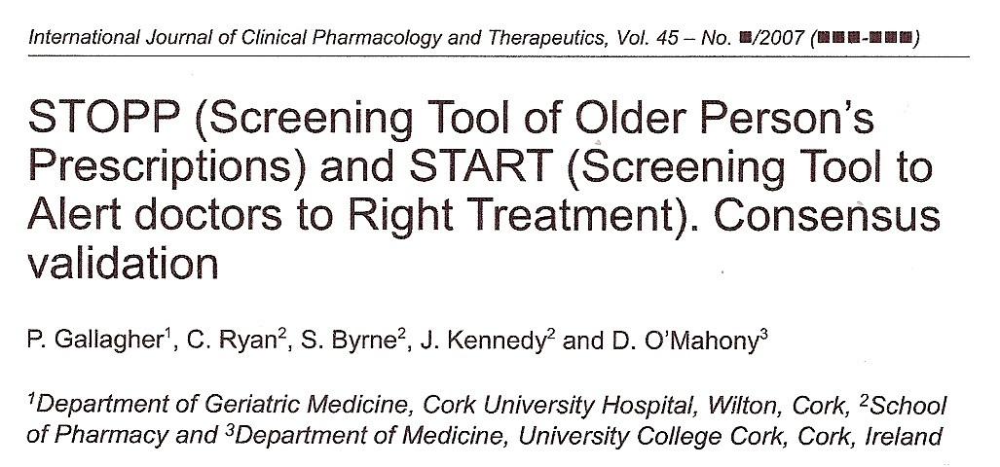 International Journal of Clinical Pharmacology and Therapeutics, Vol. 45 – No. ■/2007 (■■■-■■■)
STOPP (Screening Tool of Older Person’s
Prescriptions) and START (Screening Tool to
Alert doctors to Right Treatment). Consensus
validation
P. Gallagher¹, C. Ryan², S. Byrne², J. Kennedy² and D. O’Mahony³
¹Department of Geriatric Medicine, Cork University Hospital, Wilton, Cork, ²School
of Pharmacy and ³Department of Medicine, University College Cork, Cork, Ireland